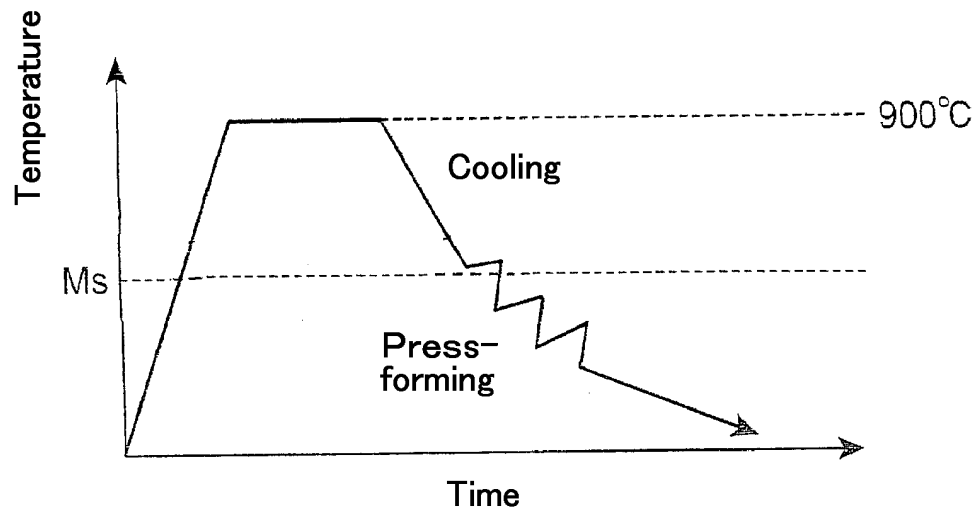 Temperature
900°C
Cooling
Ms
Press-
forming
Time